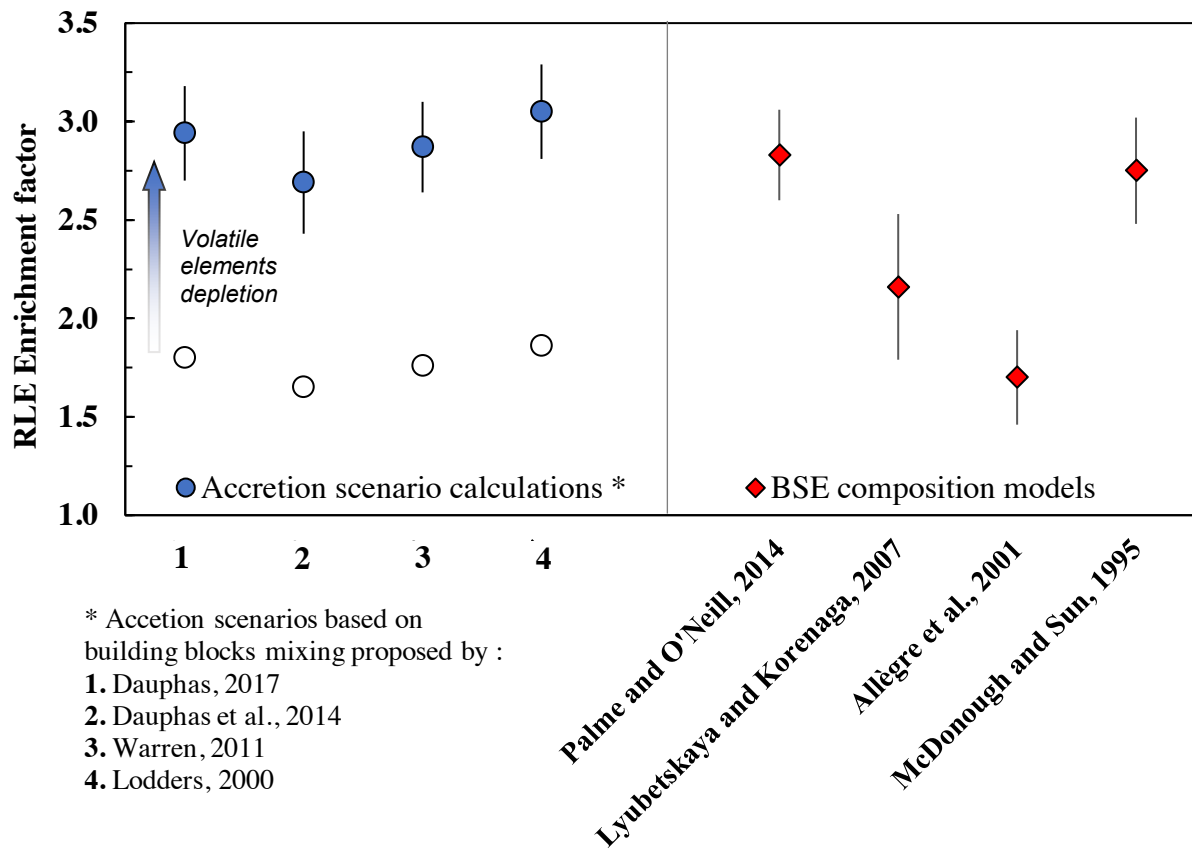 3.5
3.0
2.5
2.0
1.5
1.0
RLE Enrichment factor
Volatile
elements
depletion
Accretion scenario calculations *
BSE composition models
1 2 3 4
Palme and O'Neill, 2014
Lyubetskaya and Korenaga, 2007
Allègre et al., 2001
McDonough and Sun, 1995
* Accetion scenarios based on
building blocks mixing proposed by :
1. Dauphas, 2017
2. Dauphas et al., 2014
3. Warren, 2011
4. Lodders, 2000